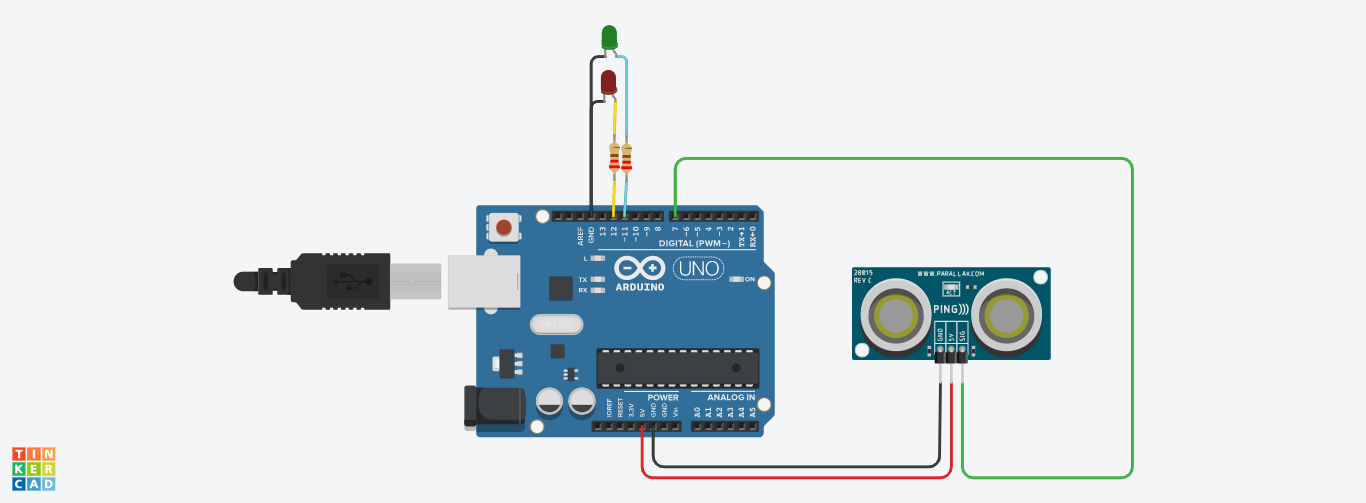 AREF
GND
13
12
~11
~10
~9
8
7
~6
~5
4
~3
2
TX→1
RX←0
DIGITAL (PWM~)
L
TX
RX
ARDUINO
UNO
ON
IOREF
RESET
3.3V
5V
GND
GND
Vin
POWER
ANALOG IN
A0
A1
A2
A3
A4
A5
28015
REV C
WWW.PARALLAX.COM
ACT
PING)))
GND
5V
SIG
TIN
KER
CAD